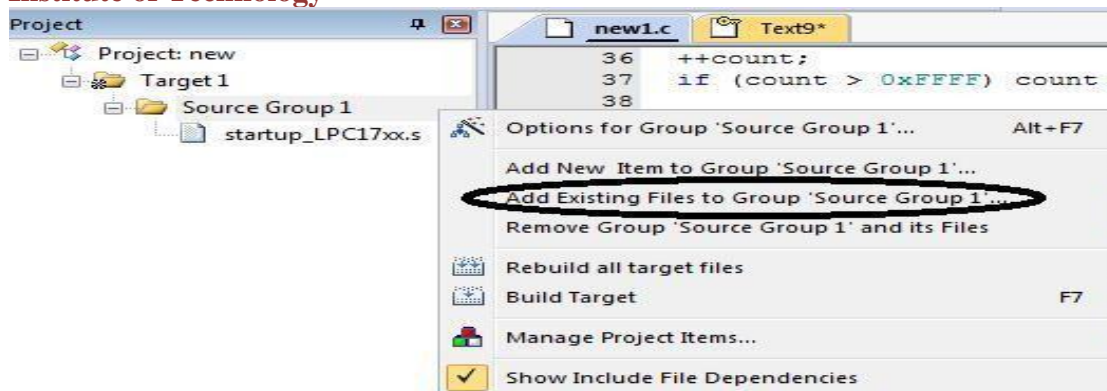 Institute of Technology
Project
Project: new
Target 1
Source Group 1
startup_LPC17xx.s
new1.c
Text9*
36 ++count;
37 if (count > 0xFFFF) count
38
Options for Group 'Source Group 1'... Alt+F7
Add New Item to Group 'Source Group 1'...
Add Existing Files to Group 'Source Group 1'...
Remove Group 'Source Group 1' and its Files
Rebuild all target files
Build Target F7
Manage Project Items...
Show Include File Dependencies